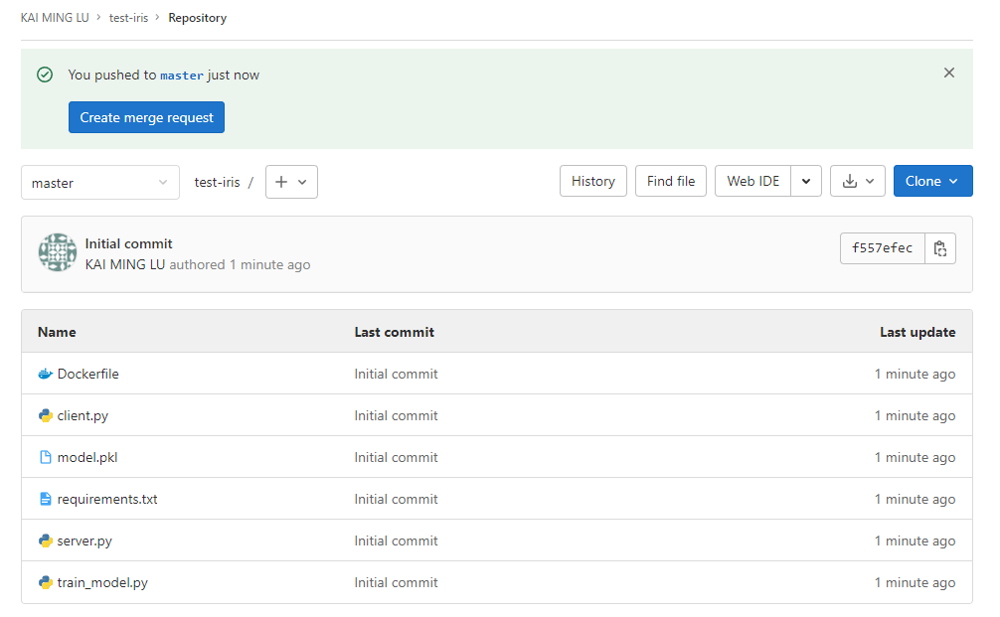 KAI MING LU > test-iris > Repository
You pushed to master just now
Create merge request
master test-iris / + History Find file Web IDE Clone
Initial commit
KAI MING LU authored 1 minute ago
f557efec
Name Last commit Last update
Dockerfile Initial commit 1 minute ago
client.py Initial commit 1 minute ago
model.pkl Initial commit 1 minute ago
requirements.txt Initial commit 1 minute ago
server.py Initial commit 1 minute ago
train_model.py Initial commit 1 minute ago